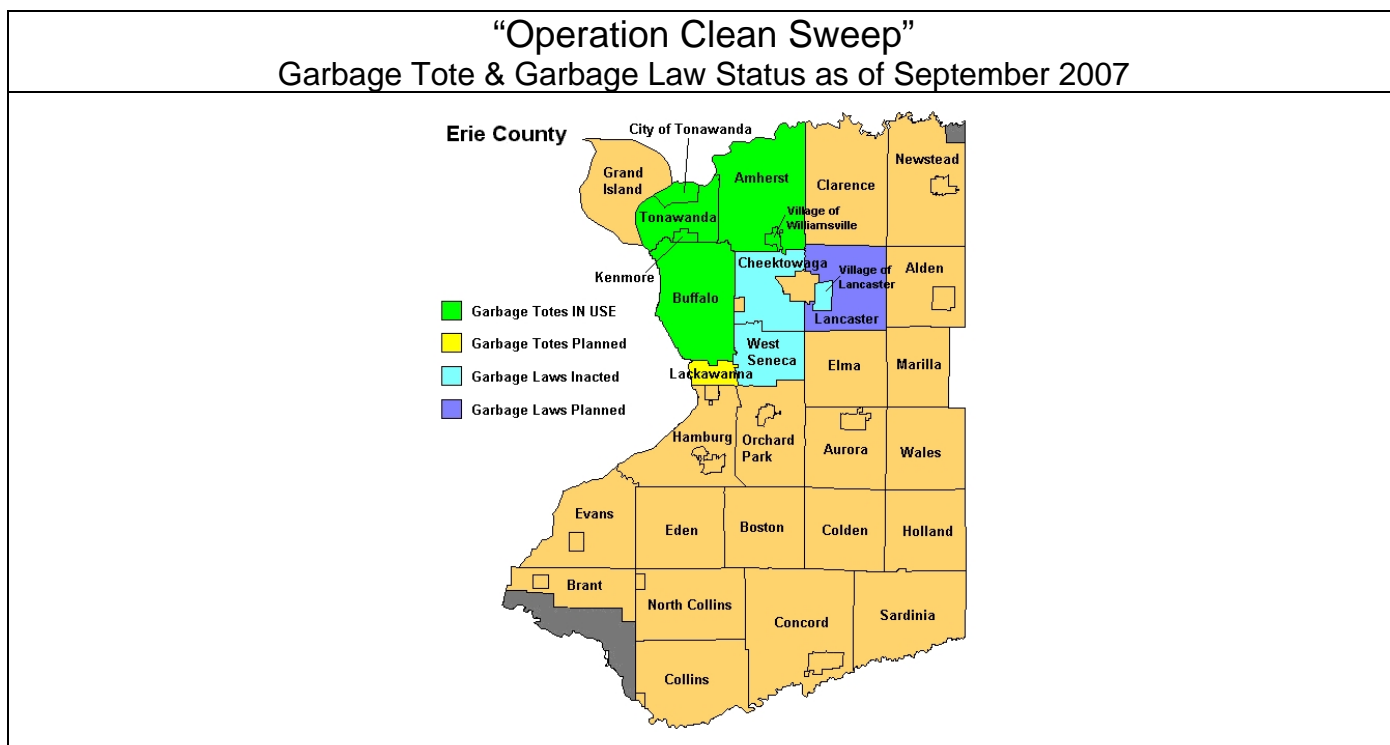 “Operation Clean Sweep”
Garbage Tote & Garbage Law Status as of September 2007
Erie County
City of Tonawanda
Grand
Island
Amherst
Clarence
Newstead
Tonawanda
Village of
Williamsville
Kenmore
Cheektowaga
Village of
Lancaster
Alden
Buffalo
Lancaster
Garbage Totes IN USE
Garbage Totes Planned
Garbage Laws Inacted
Garbage Laws Planned
West
Seneca
Elma
Marilla
Lackawanna
Hamburg
Orchard
Park
Aurora
Wales
Evans
Eden
Boston
Colden
Holland
Brant
North Collins
Concord
Sardinia
Collins